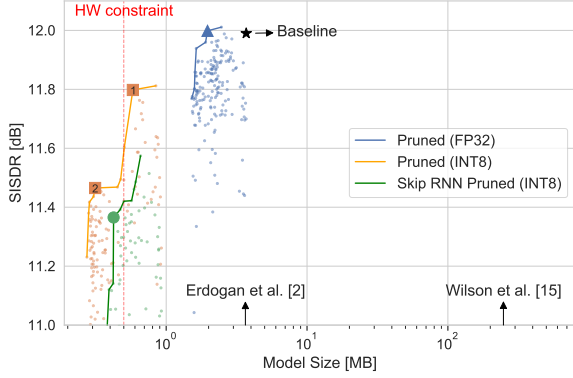 HW constraint
12.0
11.8
11.6
11.4
11.2
11.0
SISDR [dB]
1
2
Baseline
Pruned (FP32)
Pruned (INT8)
Skip RNN Pruned (INT8)
Erdogan et al. [2]
Wilson et al. [15]
10⁰
10¹
10²
Model Size [MB]